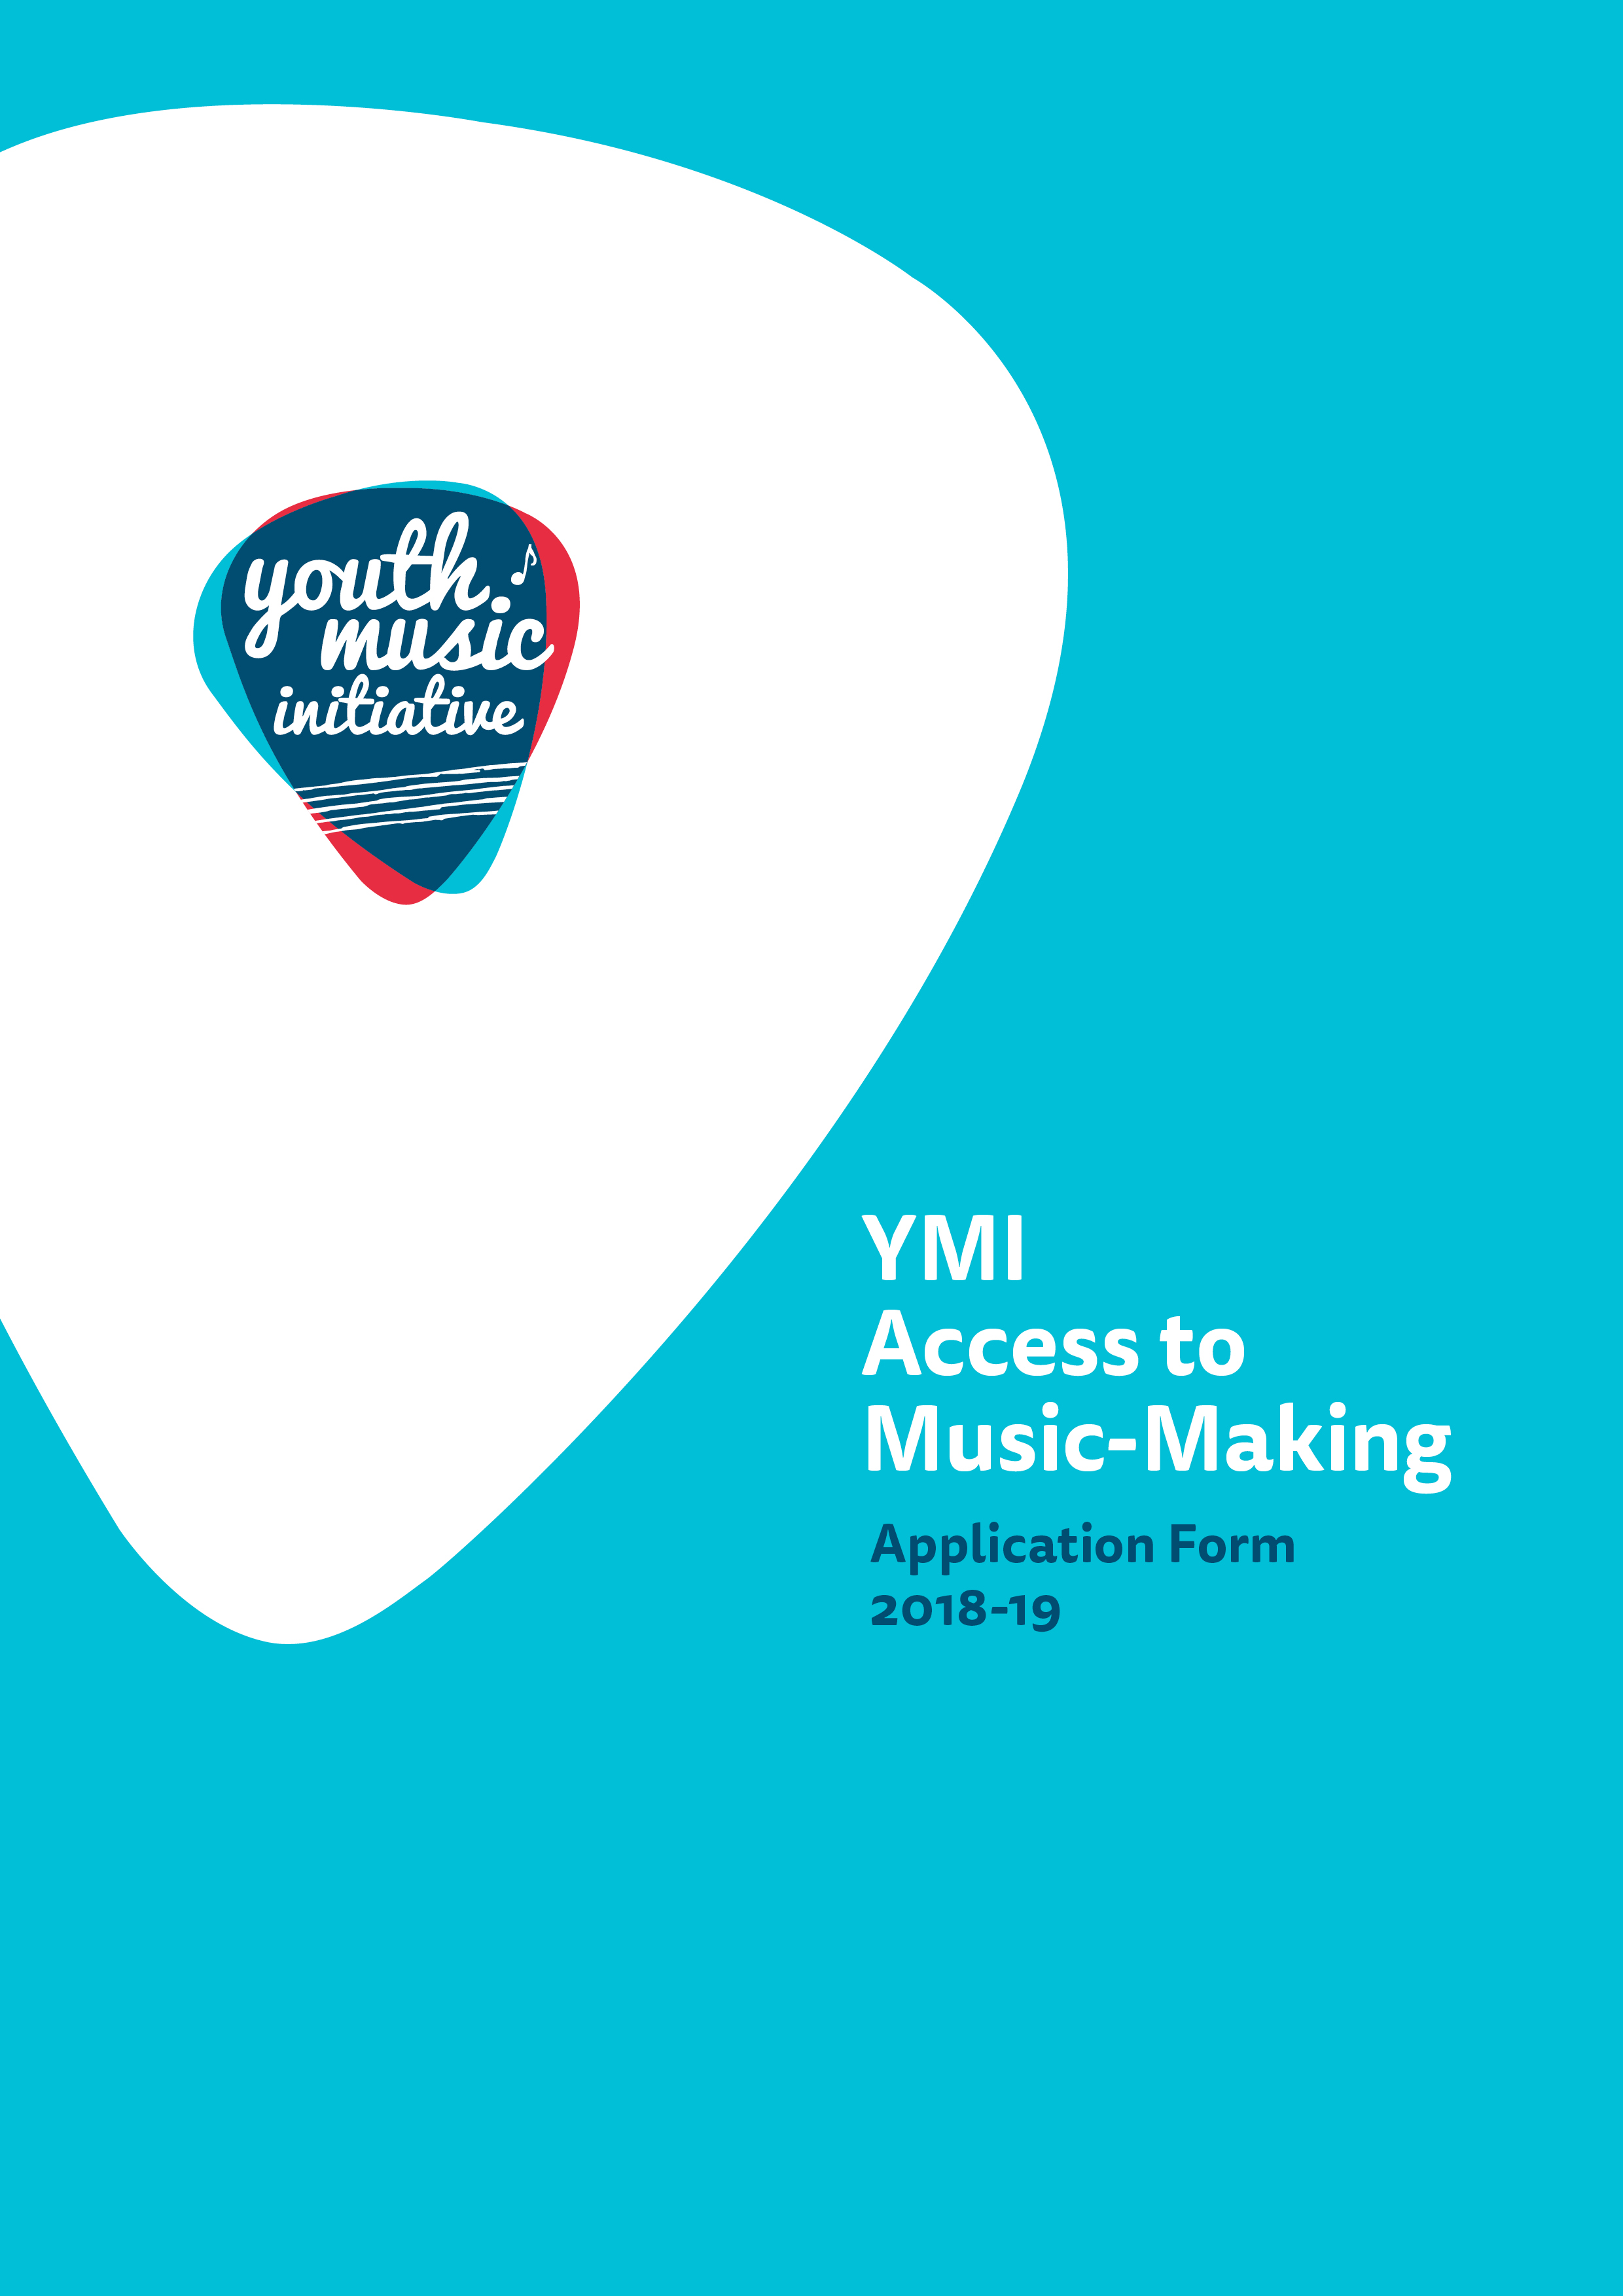 youth
music
initiative
YMI
Access to
Music-Making
Application Form
2018-19